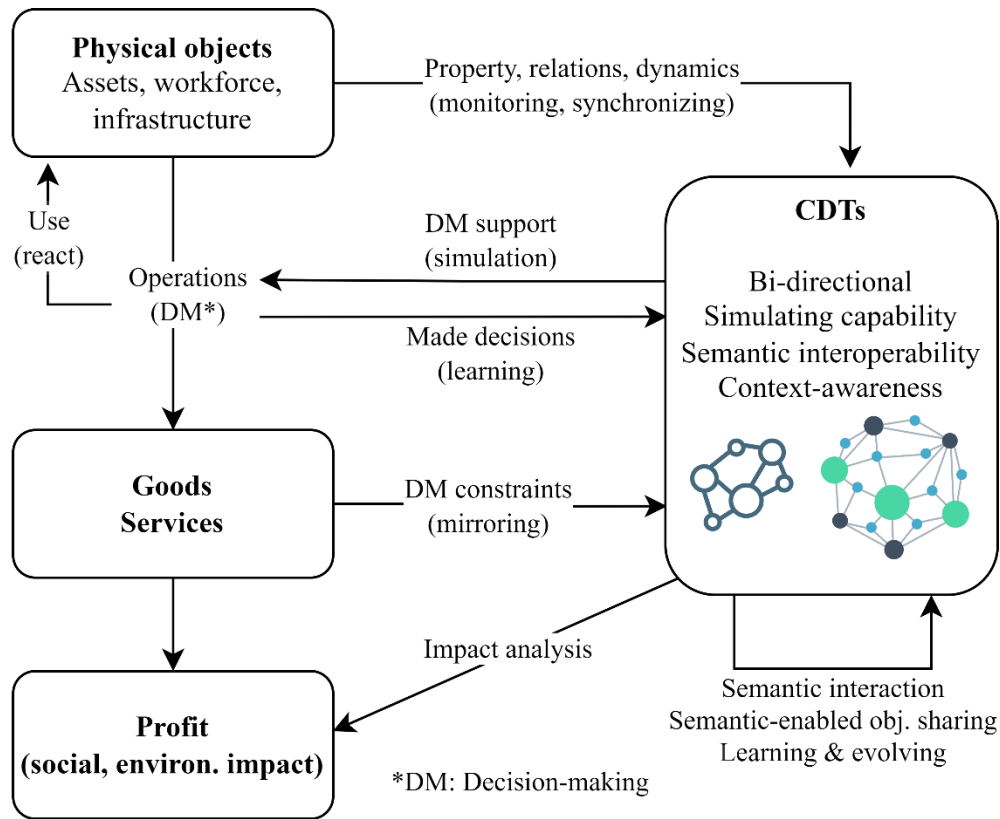 Physical objects
Assets, workforce,
infrastructure
Property, relations, dynamics
(monitoring, synchronizing)
Use
(react)
Operations
(DM*)
DM support
(simulation)
Made decisions
(learning)
CDTs
Bi-directional
Simulating capability
Semantic interoperability
Context-awareness
Goods
Services
DM constraints
(mirroring)
Impact analysis
Semantic interaction
Semantic-enabled obj. sharing
Learning & evolving
Profit
(social, environ. impact)
*DM: Decision-making